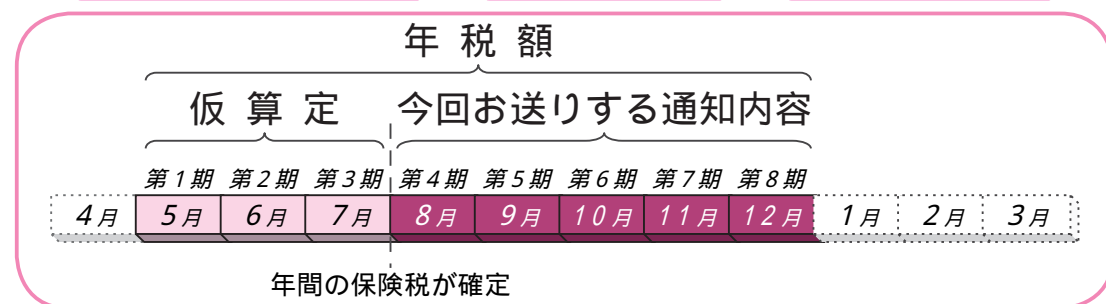 年税額
仮算定 今回お送りする通知内容
第1期 第2期 第3期 第4期 第5期 第6期 第7期 第8期
4月 5月 6月 7月 8月 9月 10月 11月 12月 1月 2月 3月
年間の保険税が確定